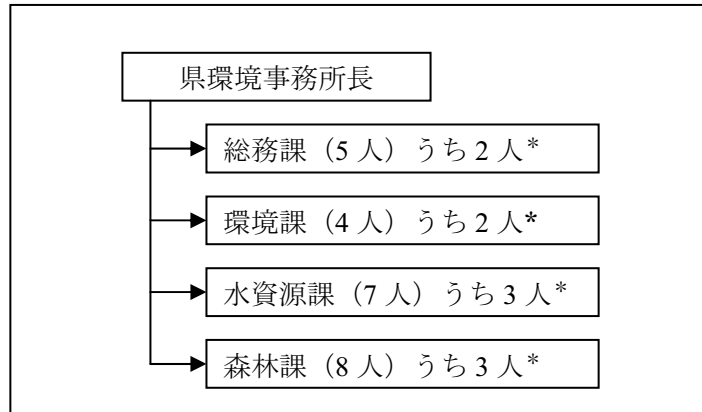 県環境事務所長
総務課（5 人）うち 2 人*
環境課（4 人）うち 2 人*
水資源課（7 人）うち 3 人*
森林課（8 人）うち 3 人*